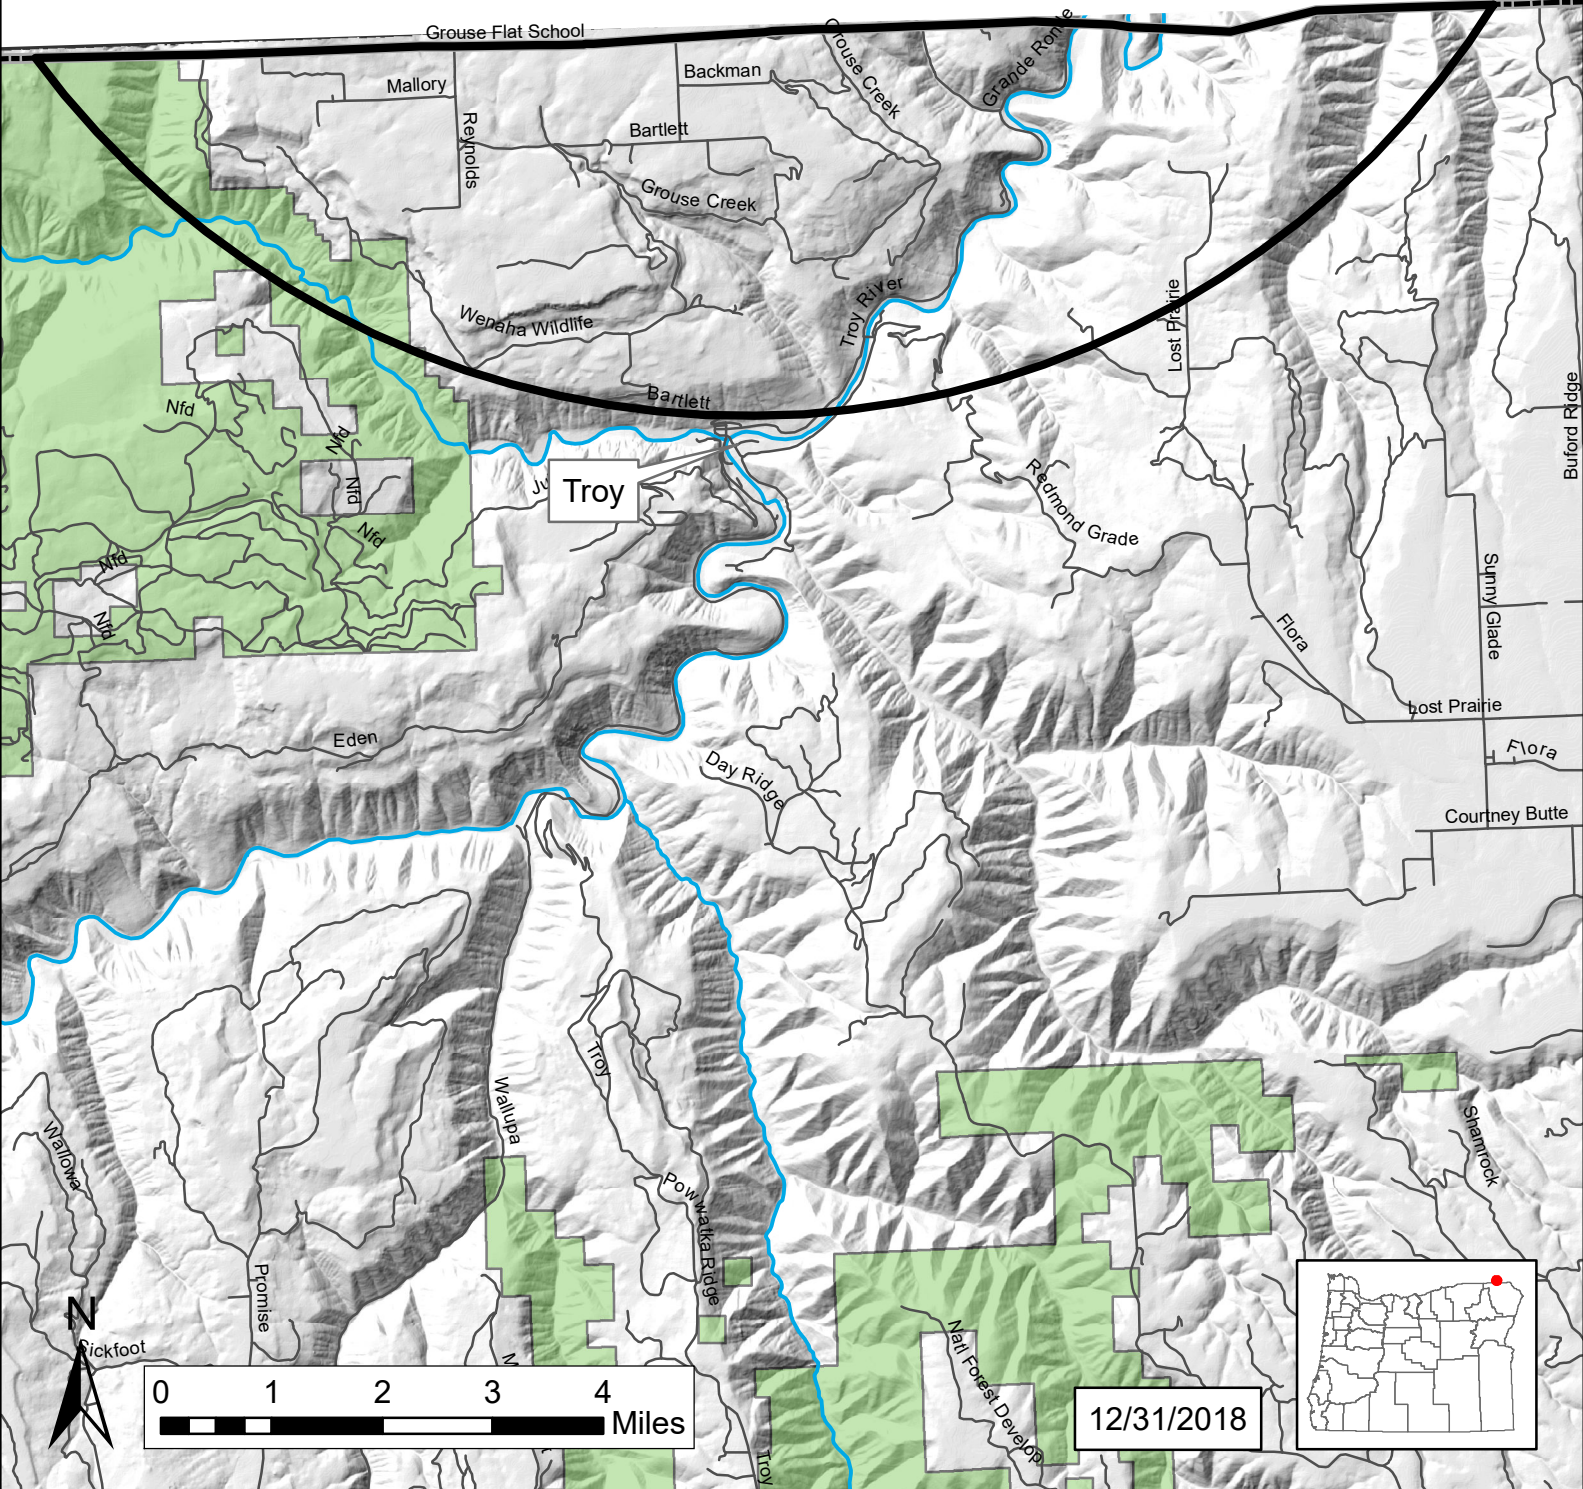 Grouse Flat School
Grouse Creek
Grande Ronde
Mallory
Backman
Reynolds
Bartlett
Grouse Creek
Troy River
Lost Prairie
Wenaha Wildlife
Bartlett
Buford Ridge
Nfd
Nfd
Nfd
Nfd
Nfd
Nfd
Troy
Redmond Grade
Sunny Glade
Flora
Lost Prairie
Flora
Eden
Day Ridge
Courtney Butte
Troy
Wallupa
Wallowa
Shamrock
Powwatka Ridge
Promise
N
Natl Forest Develop
0 1 2 3 4
Miles
12/31/2018
Troy